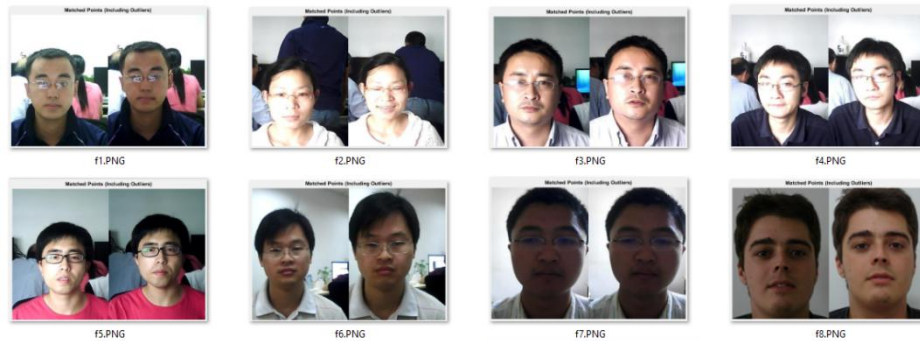 Matched Points (Including Outliers)
Matched Points (Including Outliers)
Matched Points (Including Outliers)
Matched Points (Including Outliers)
f1.PNG
f2.PNG
f3.PNG
f4.PNG
Matched Points (Including Outliers)
Matched Points (Including Outliers)
Matched Points (Including Outliers)
Matched Points (Including Outliers)
f5.PNG
f6.PNG
f7.PNG
f8.PNG